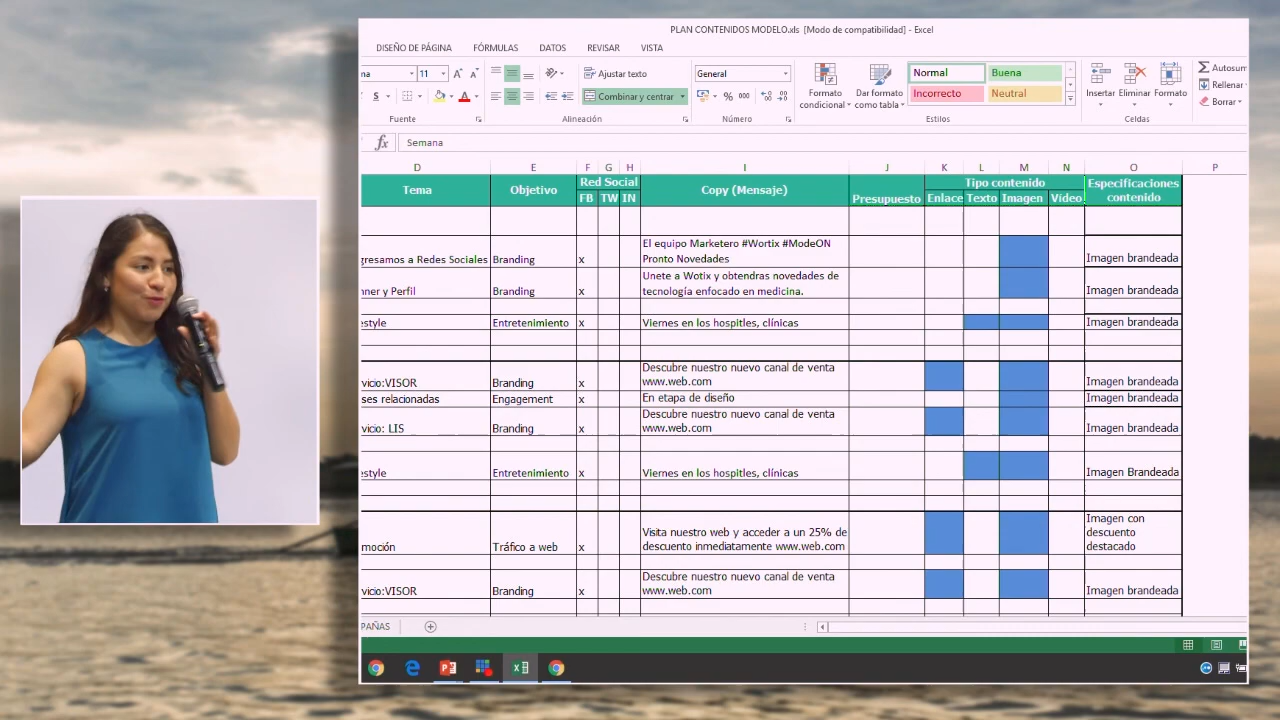 PLAN CONTENIDOS MODELO.xls [Modo de compatibilidad] - Excel
DISEÑO DE PÁGINA FÓRMULAS DATOS REVISAR VISTA
11 A A Ajustar texto General Normal Buena Autosum
S A Combinar y centrar % 000 Formato condicional Dar formato como tabla Incorrecto Neutral Insertar Eliminar Formato Rellenar
Borrar
Fuente Alineación Número Estilos Celdas
fx Semana
D E F G H I J K L M N O P
Tema Objetivo Red Social Copy (Mensaje) Presupuesto Tipo contenido Especificaciones contenido
FB TW IN Enlace Texto Imagen Vídeo
gresamos a Redes Sociales Branding x El equipo Marketero #Wortix #ModeON Pronto Novedades Imagen brandeada
nner y Perfil Branding x Unete a Wotix y obtendras novedades de tecnología enfocado en medicina. Imagen brandeada
estyle Entretenimiento x Viernes en los hospitles, clínicas Imagen brandeada
vicio:VISOR Branding x Descubre nuestro nuevo canal de venta www.web.com Imagen brandeada
ses relacionadas Engagement x En etapa de diseño Imagen brandeada
vicio: LIS Branding x Descubre nuestro nuevo canal de venta www.web.com Imagen brandeada
estyle Entretenimiento x Viernes en los hospitles, clínicas Imagen Brandeada
moción Tráfico a web x Visita nuestro web y acceder a un 25% de descuento inmediatamente www.web.com Imagen con descuento destacado
vicio:VISOR Branding x Descubre nuestro nuevo canal de venta www.web.com Imagen brandeada
PAÑAS